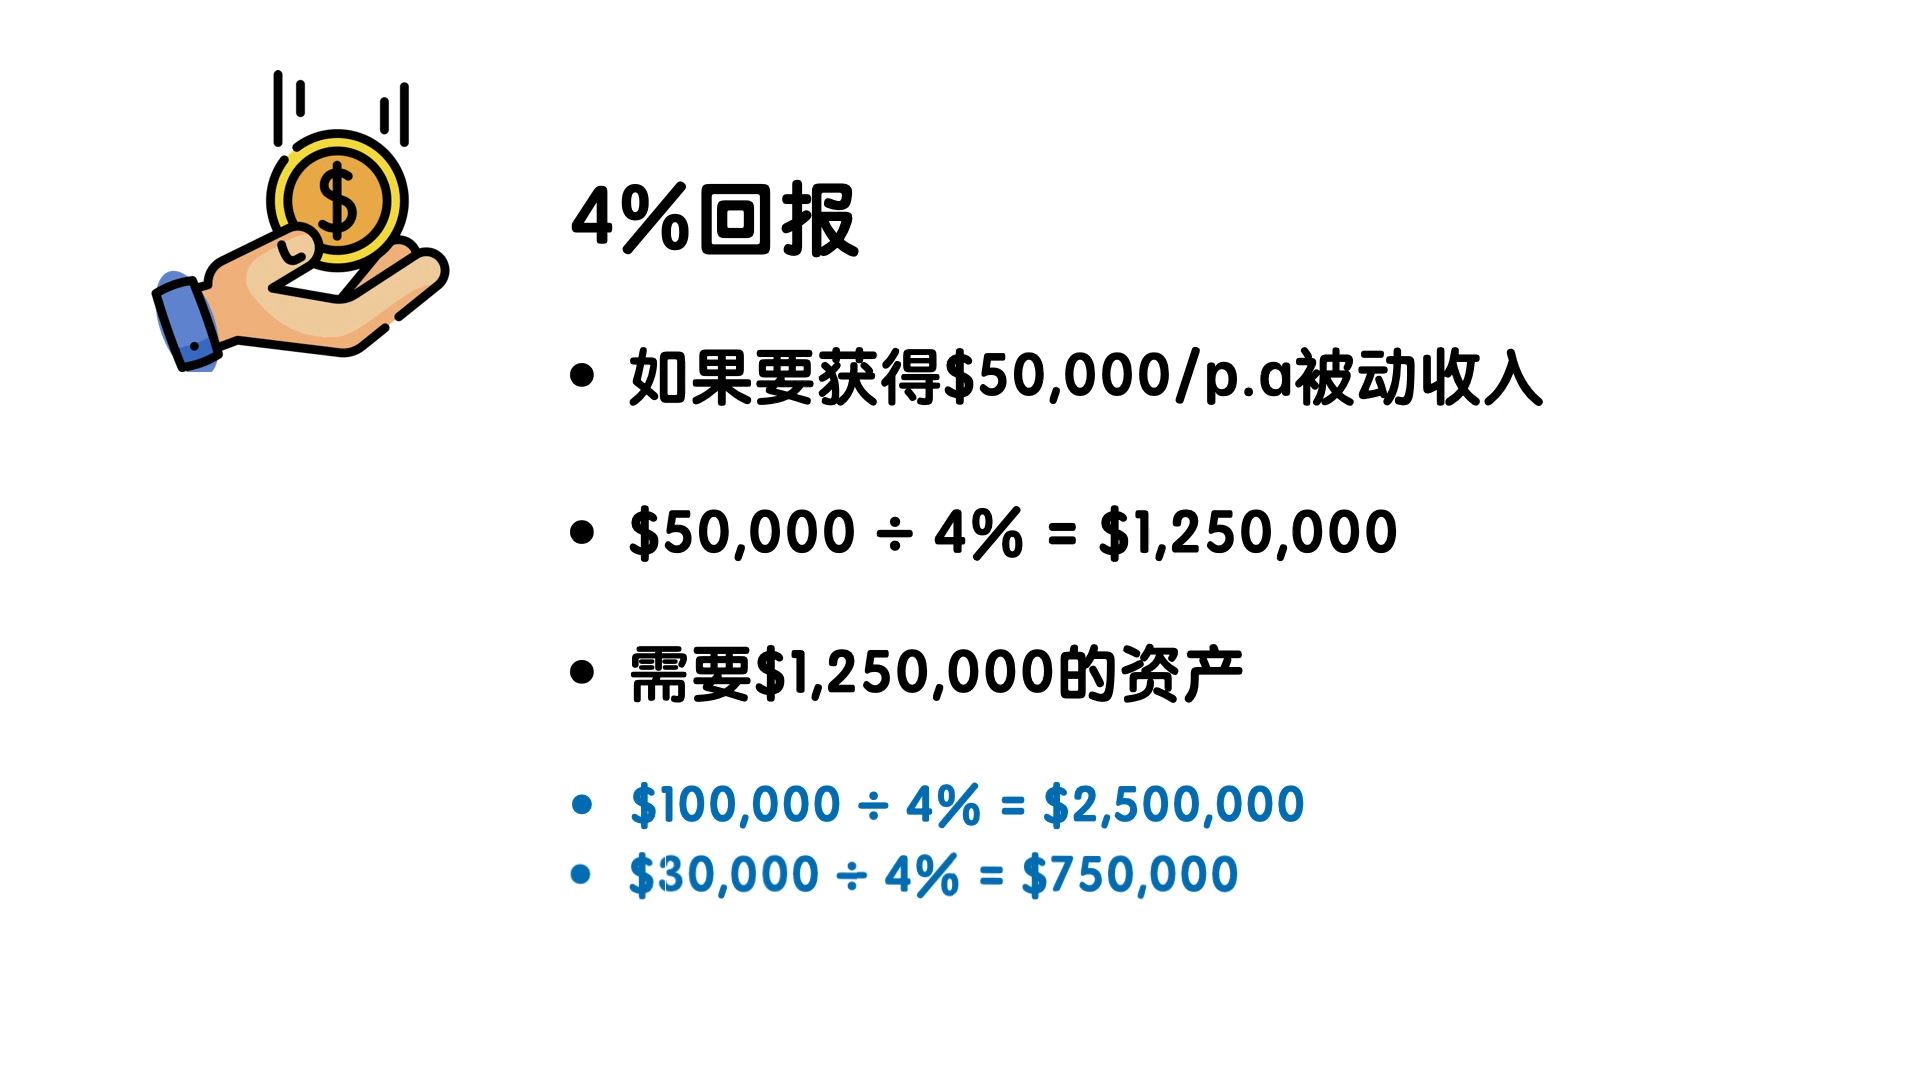 4%回报
• 如果要获得$50,000/p.a被动收入
• $50,000 ÷ 4% = $1,250,000
• 需要$1,250,000的资产
• $100,000 ÷ 4% = $2,500,000
• $30,000 ÷ 4% = $750,000